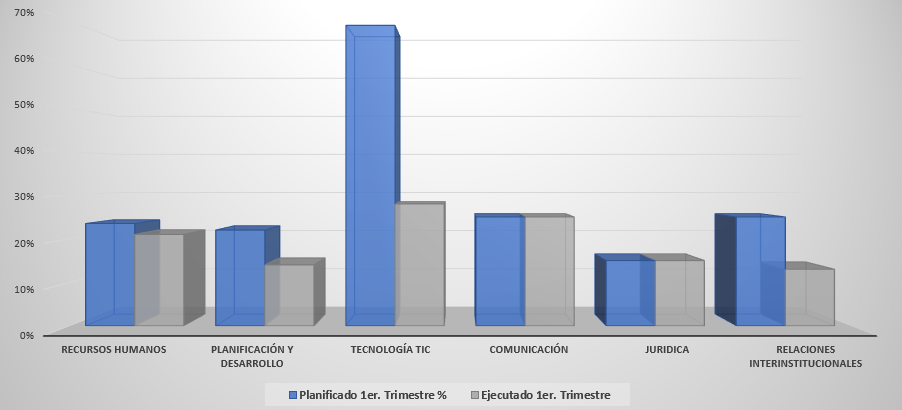 70%
60%
50%
40%
30%
20%
10%
0%
RECURSOS HUMANOS
PLANIFICACIÓN Y
DESARROLLO
TECNOLOGÍA TIC
COMUNICACIÓN
JURIDICA
RELACIONES
INTERINSTITUCIONALES
Planificado 1er. Trimestre %
Ejecutado 1er. Trimestre